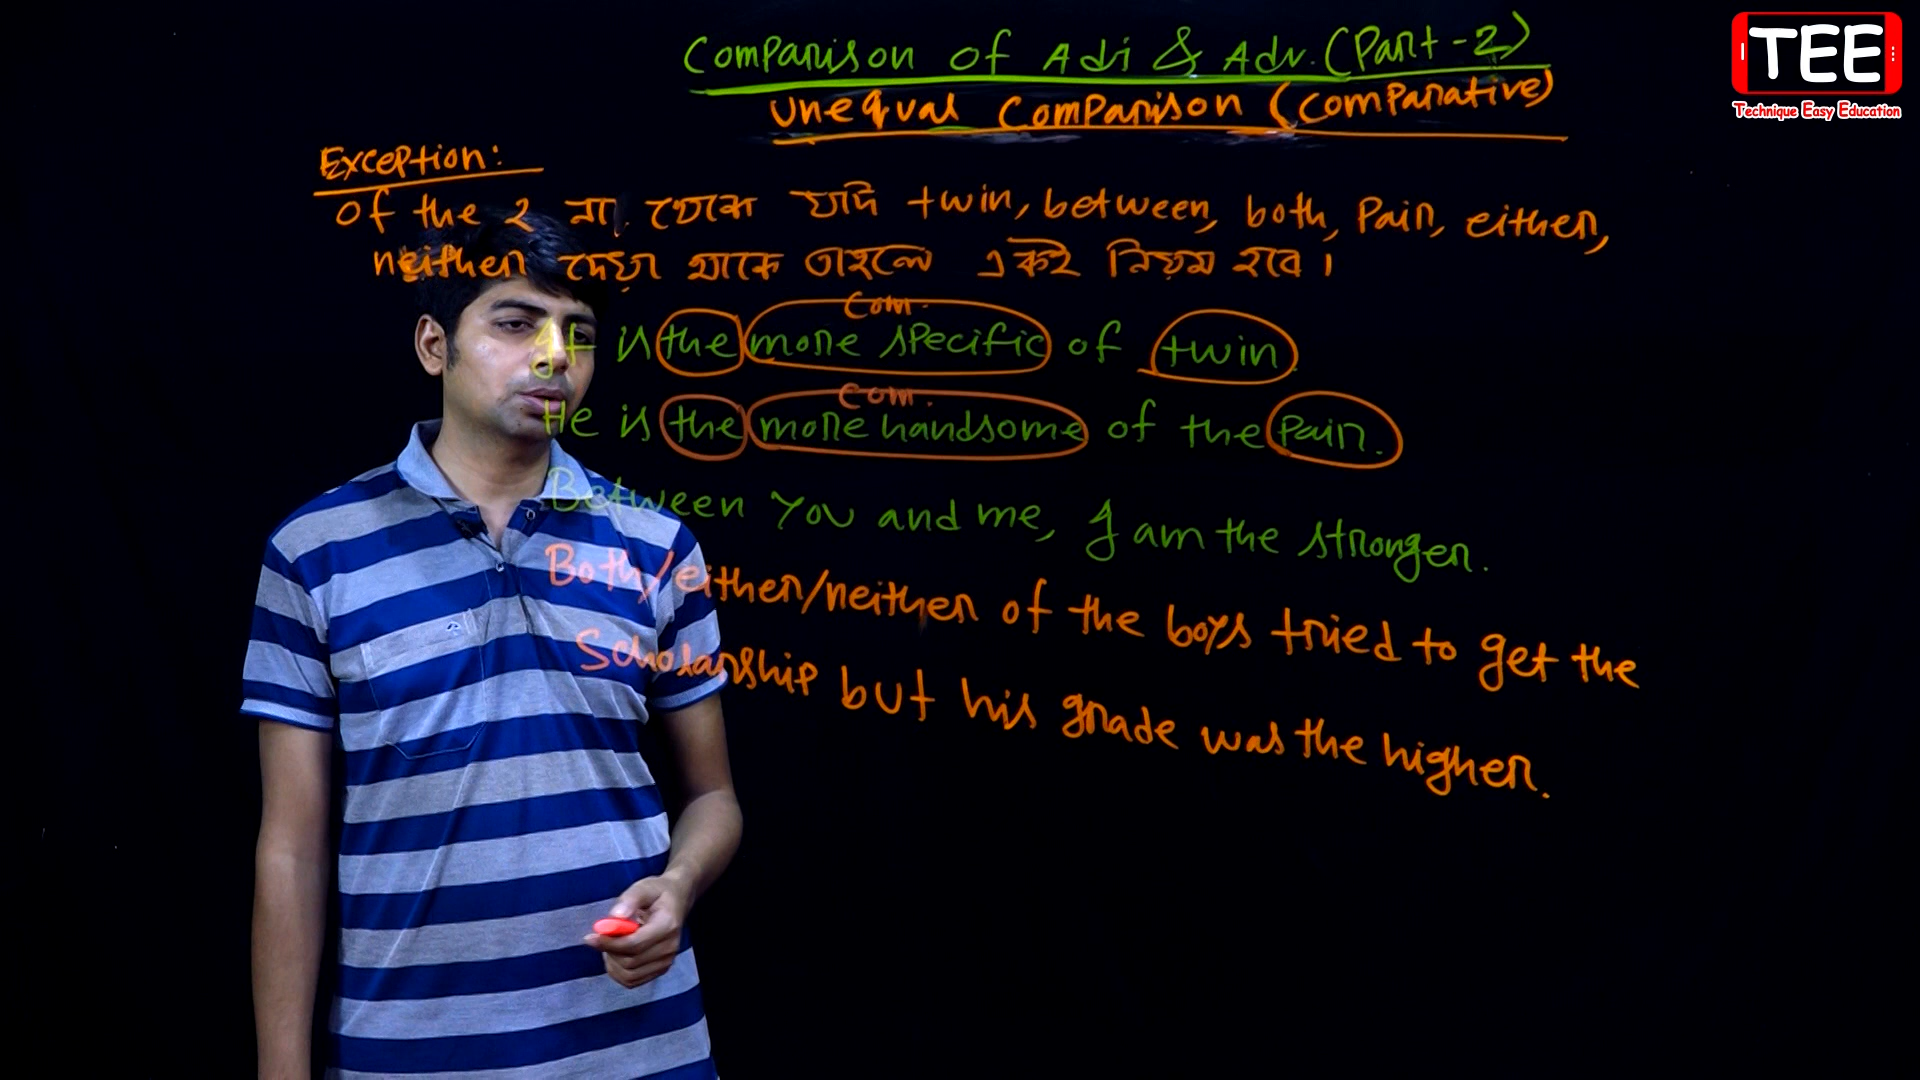 TEE
Technique Easy Education
Comparison of Adj & Adv. (Part-2)
Unequal Comparison (Comparative)
Exception:
Of the ২ না থেকে যদি twin, between, both, Pair, either,
neither দেয়া থাকে তাহলে একই নিয়ম হবে।
Com.
It is the more specific of twin.
Com.
He is the more handsome of the Pair.
Between You and me, I am the stronger.
Both/either/neither of the boys tried to get the
Scholarship but his grade was the higher.